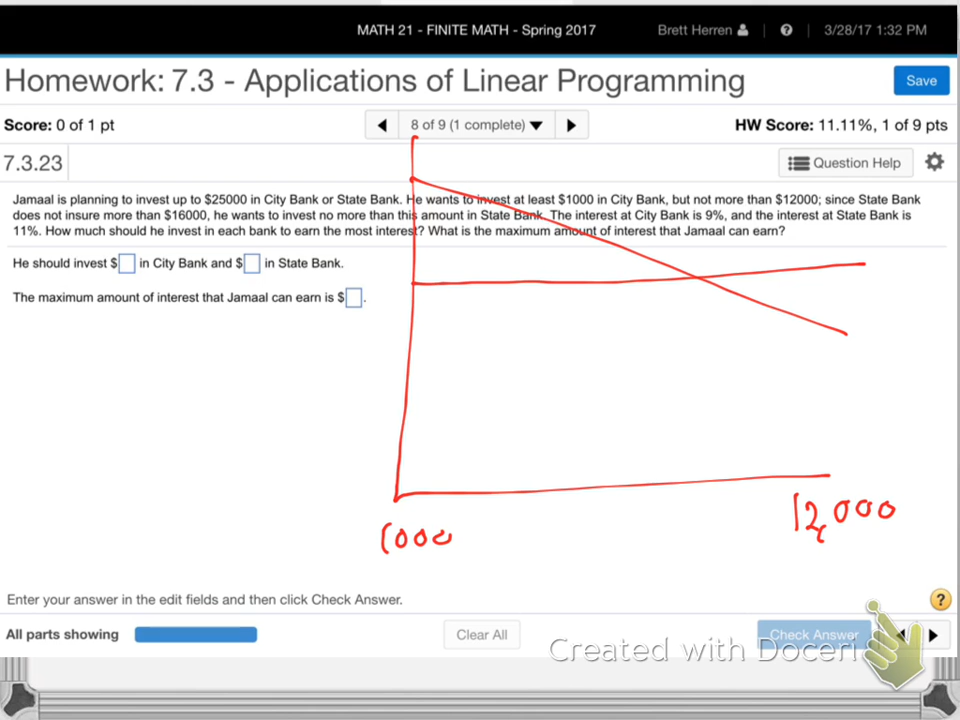 MATH 21 - FINITE MATH - Spring 2017 Brett Herren ? 3/28/17 1:32 PM
Homework: 7.3 - Applications of Linear Programming Save
Score: 0 of 1 pt 8 of 9 (1 complete) HW Score: 11.11%, 1 of 9 pts
7.3.23 Question Help
Jamaal is planning to invest up to $25000 in City Bank or State Bank. He wants to invest at least $1000 in City Bank, but not more than $12000; since State Bank
does not insure more than $16000, he wants to invest no more than this amount in State Bank. The interest at City Bank is 9%, and the interest at State Bank is
11%. How much should he invest in each bank to earn the most interest? What is the maximum amount of interest that Jamaal can earn?
He should invest $ in City Bank and $ in State Bank.
The maximum amount of interest that Jamaal can earn is $ .
1000 12,000
Enter your answer in the edit fields and then click Check Answer. ?
All parts showing Clear All Check Answer
Created with Doceri